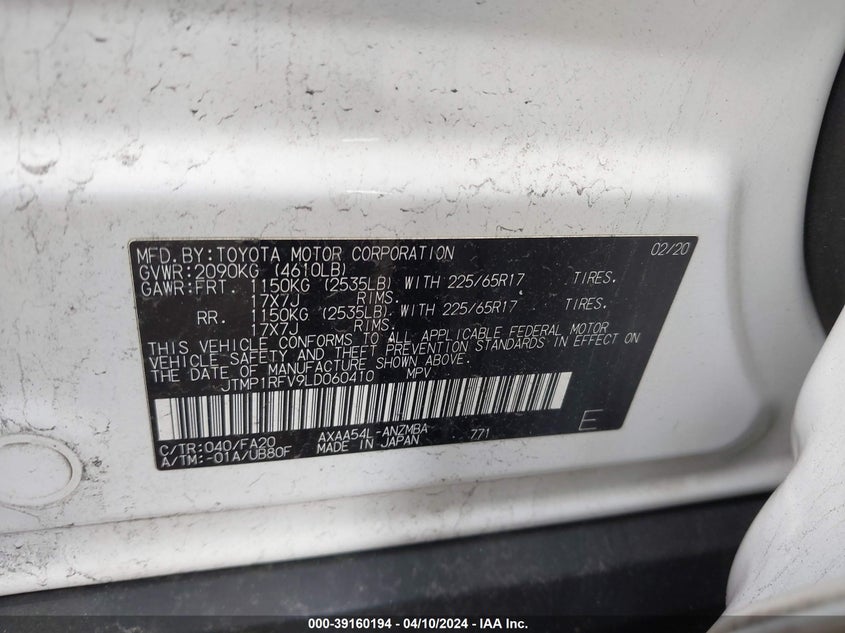 MFD.BY:TOYOTA MOTOR CORPORATION 02/20
GVWR:2090KG (4610LB)
GAWR:FRT. 1150KG (2535LB) WITH 225/65R17 TIRES.
17X7J RIMS.
RR. 1150KG (2535LB) WITH 225/65R17 TIRES.
17X7J RIMS.
THIS VEHICLE CONFORMS TO ALL APPLICABLE FEDERAL MOTOR
VEHICLE SAFETY AND THEFT PREVENTION STANDARDS IN EFFECT ON
THE DATE OF MANUFACTURE SHOWN ABOVE.
JTMP1RFV9LD060410 MPV
C/TR:040/FA20 AXAA54L-ANZMBA 771 E
A/TM:-01A/UB80F MADE IN JAPAN
000-39160194 — 04/10/2024 — IAA Inc.